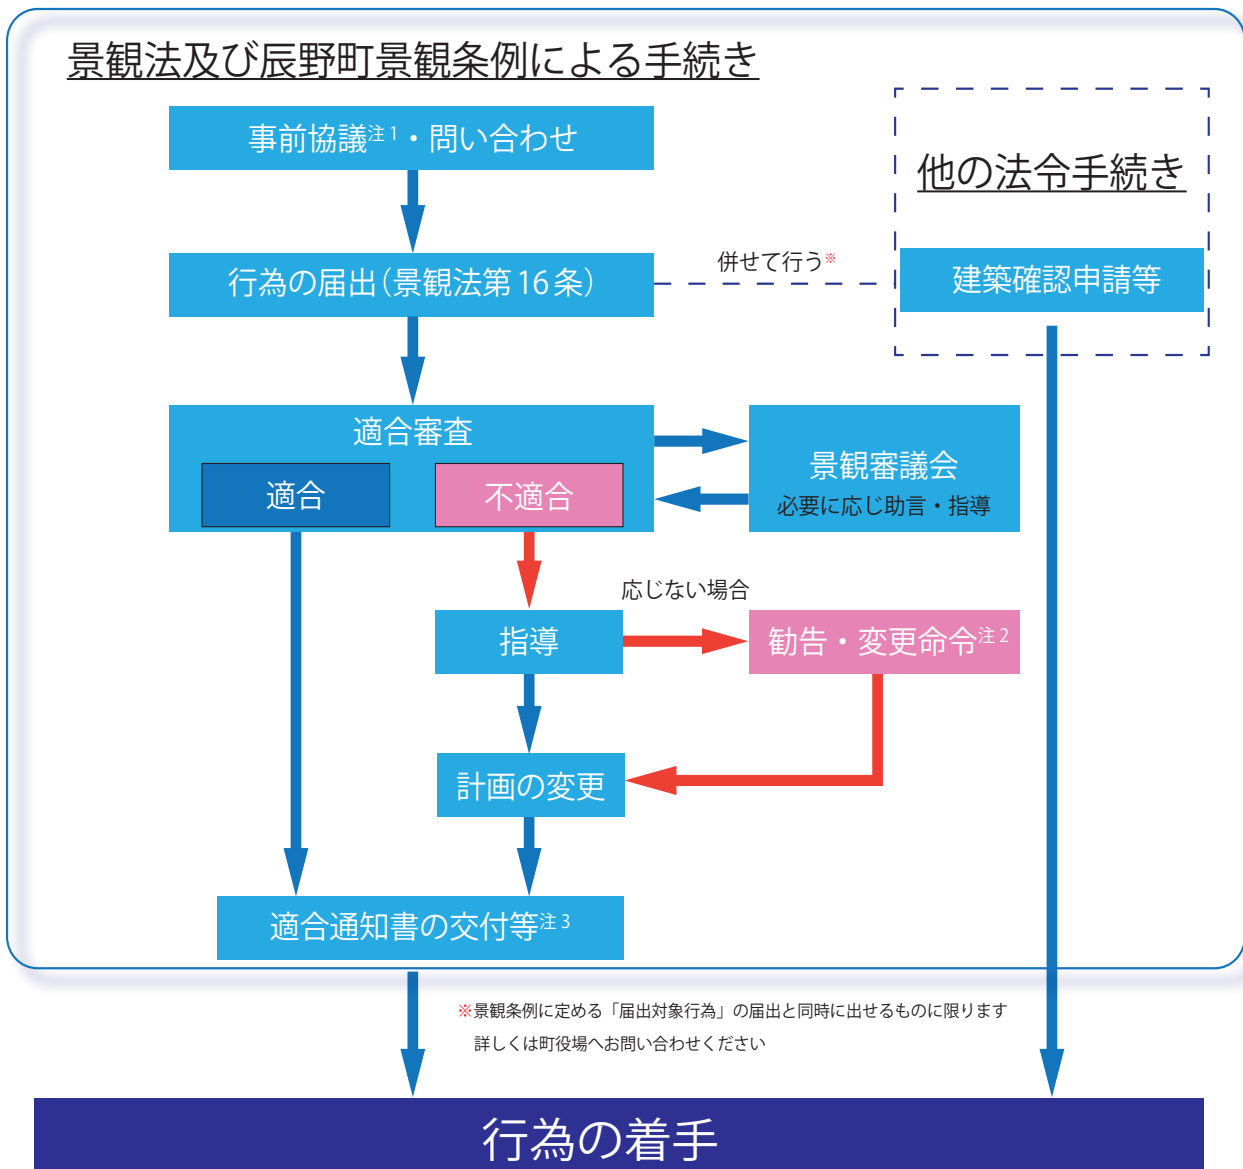 景観法及び辰野町景観条例による手続き
事前協議注1・問い合わせ
他の法令手続き
行為の届出(景観法第16条)
併せて行う※
建築確認申請等
適合審査
適合
不適合
景観審議会
必要に応じ助言・指導
応じない場合
指導
勧告・変更命令注2
計画の変更
適合通知書の交付等注3
※景観条例に定める「届出対象行為」の届出と同時に出せるものに限ります
詳しくは町役場へお問い合わせください
行為の着手